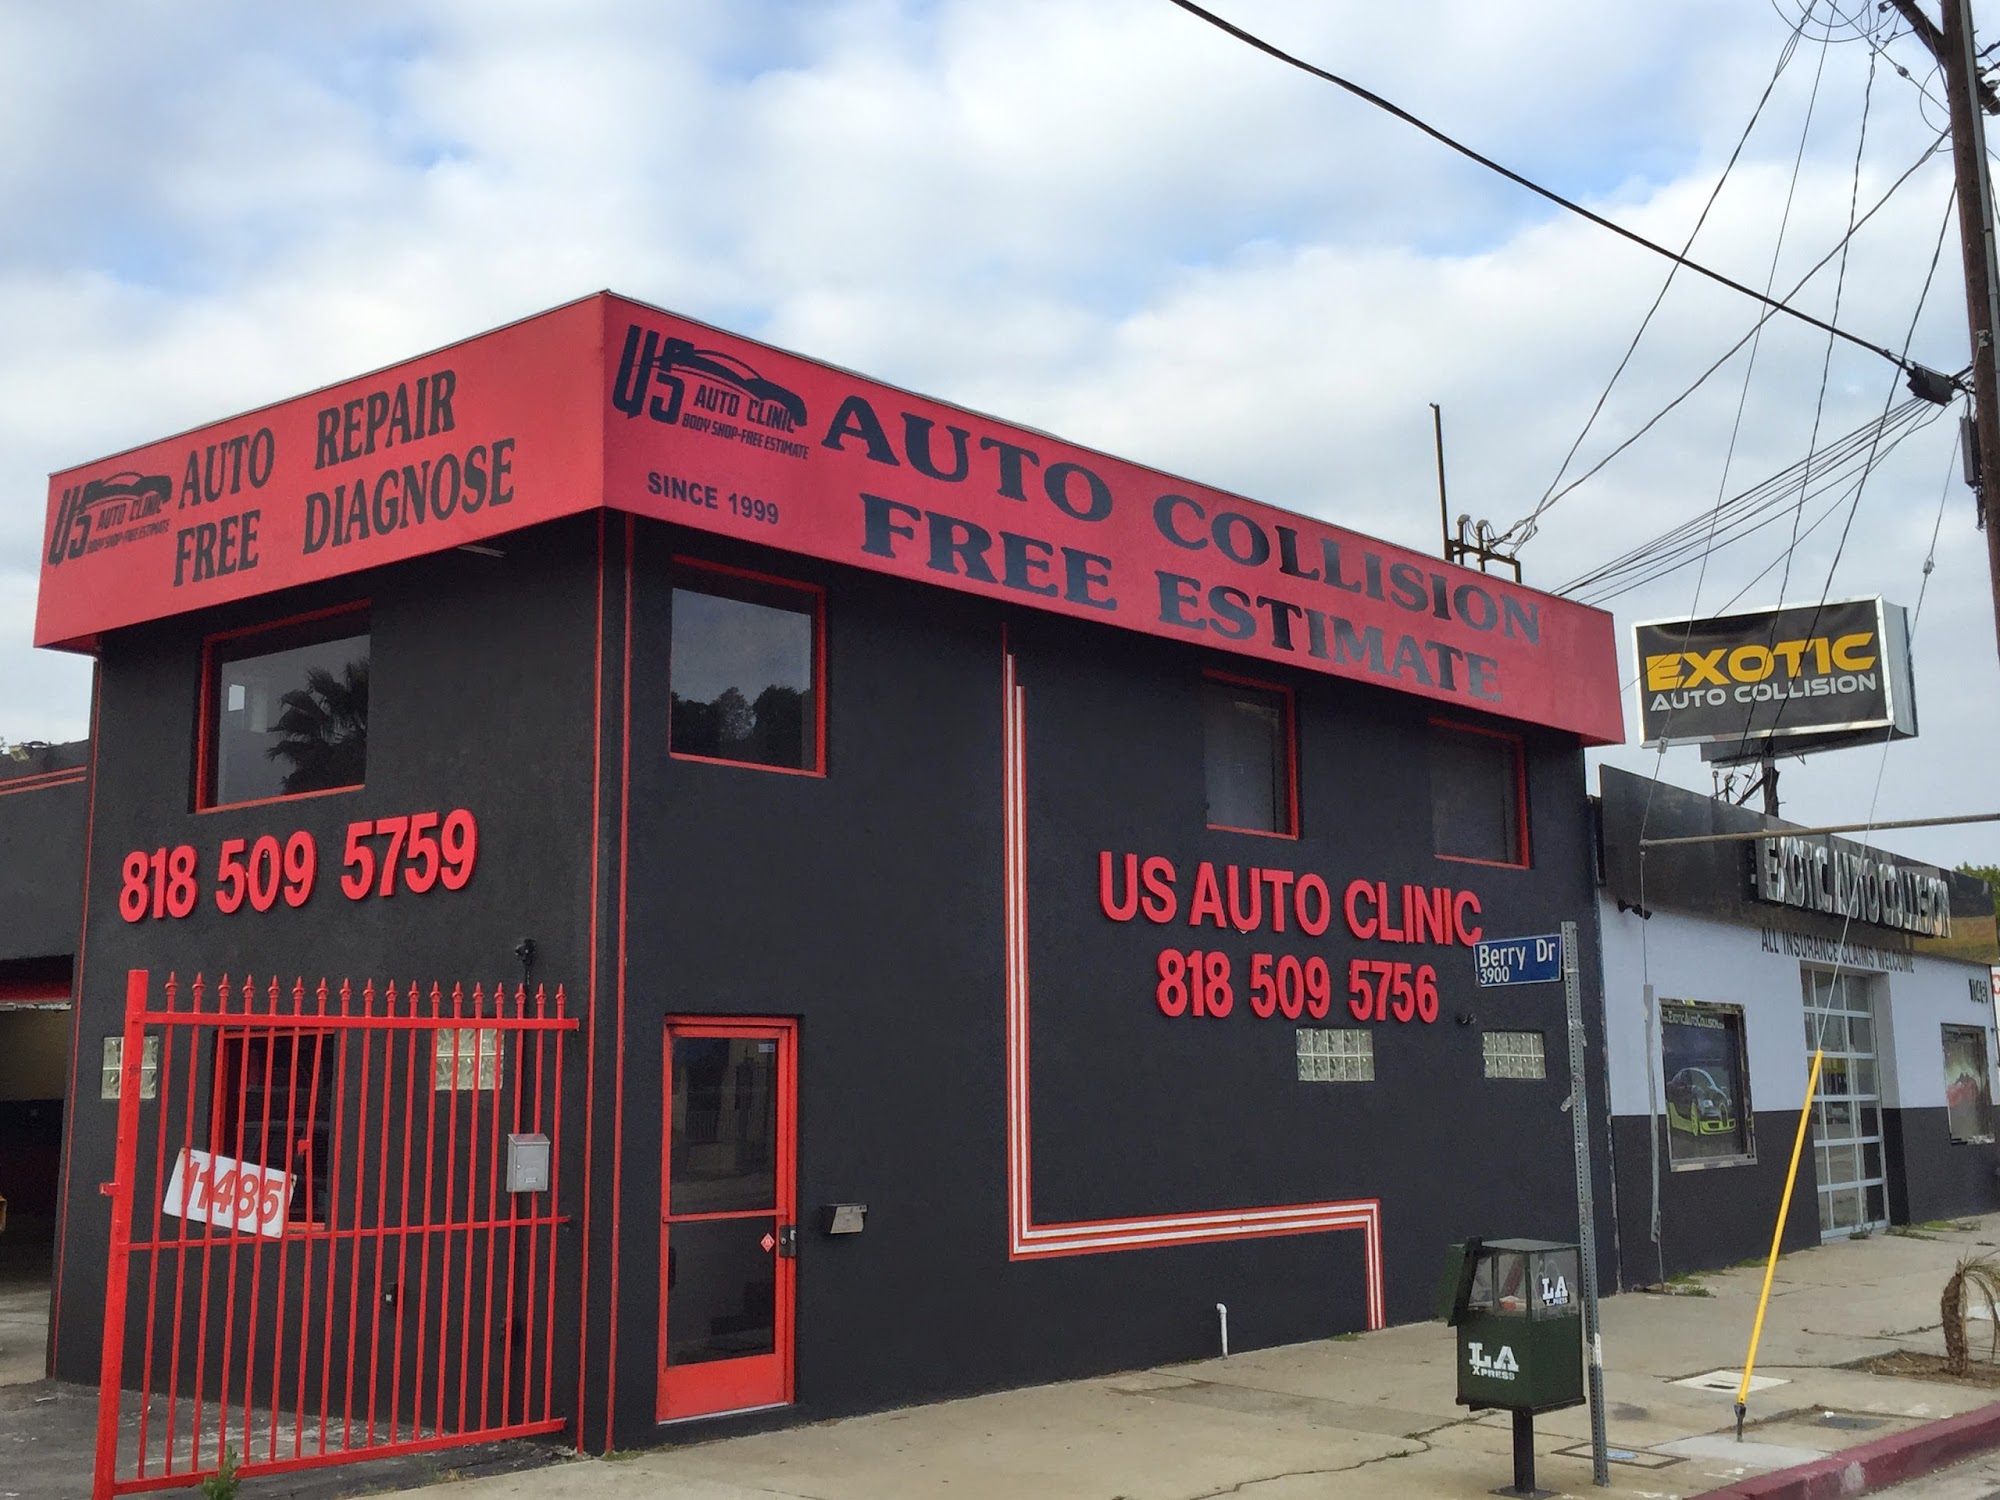 US
AUTO CLINIC
BODY SHOP-FREE ESTIMATE
AUTO REPAIR
FREE DIAGNOSE
US
AUTO CLINIC
BODY SHOP-FREE ESTIMATE
SINCE 1999
AUTO COLLISION
FREE ESTIMATE
818 509 5759
US AUTO CLINIC
818 509 5756
11485
Berry Dr
3900
EXOTIC
AUTO COLLISION
EXOTIC AUTO COLLISION
ALL INSURANCE CLAIMS WELCOME
LA
XPRESS
LA
XPRESS